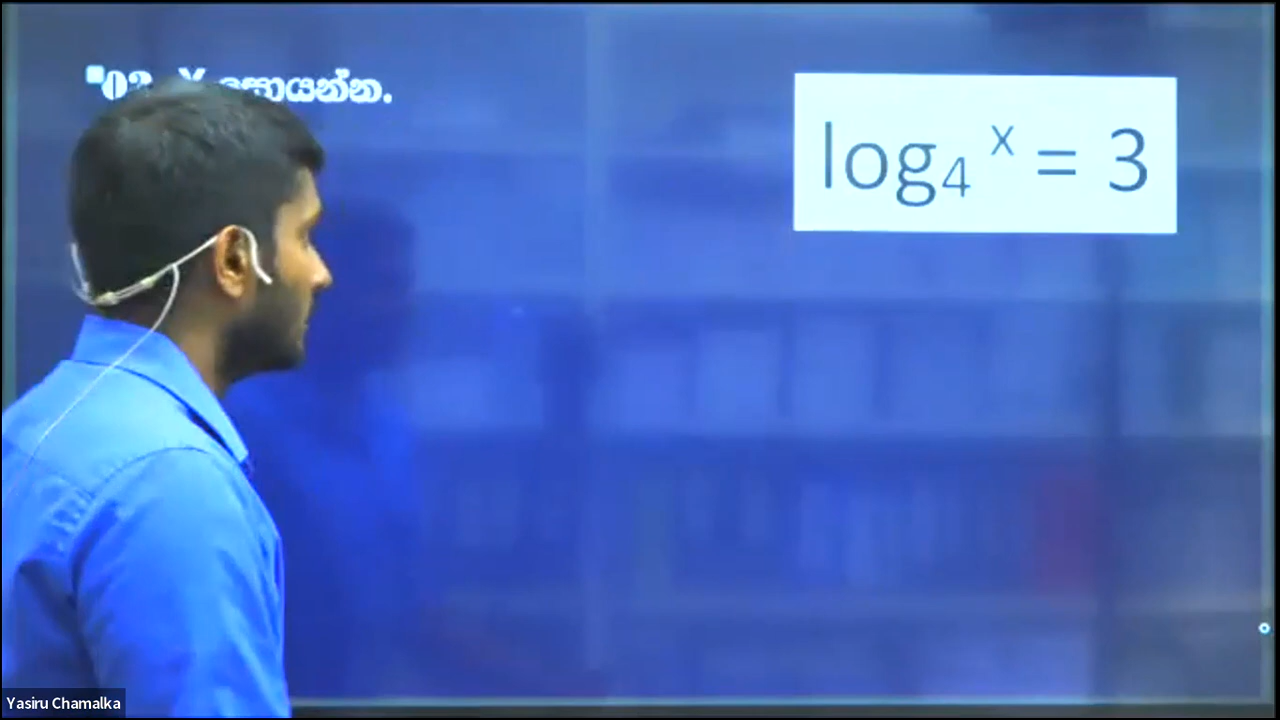 X සොයන්න.
log₄ ˣ = 3
Yasiru Chamalka